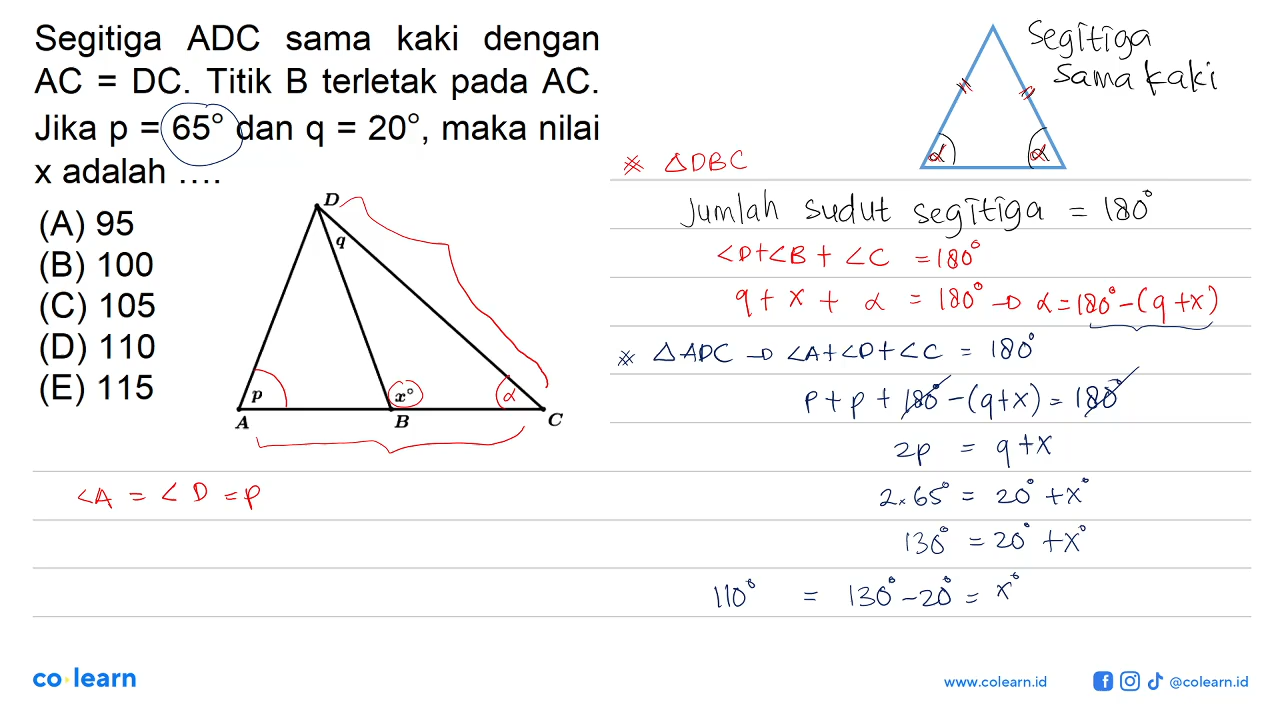 Segitiga ADC sama kaki dengan
AC = DC. Titik B terletak pada AC.
Jika p = 65° dan q = 20°, maka nilai
x adalah ....
(A) 95
(B) 100
(C) 105
(D) 110
(E) 115
D
q
p
x°
α
A
B
C
∠A = ∠D = p
Segitiga
sama kaki
α
α
※ △DBC
Jumlah sudut segitiga = 180°
∠D+∠B + ∠C = 180°
q + x + α = 180° → α = 180° - (q + x)
※ △ADC → ∠A+∠D+∠C = 180°
p + p + 180° - (q+x) = 180°
2p = q + x
2 × 65° = 20° + x°
130° = 20° + x°
110° = 130° - 20° = x°
co·learn
www.colearn.id
@colearn.id